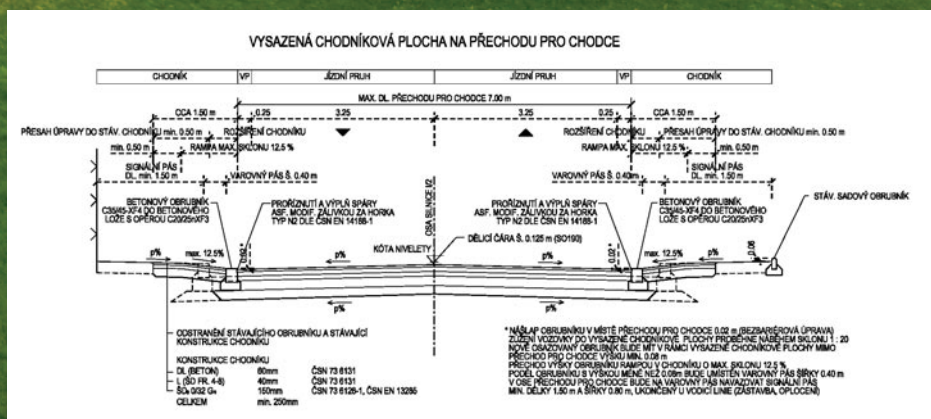 VYSAZENÁ CHODNÍKOVÁ PLOCHA NA PŘECHODU PRO CHODCE
CHODNÍK VP JÍZDNÍ PRUH JÍZDNÍ PRUH VP CHODNÍK
MAX. DL. PŘECHODU PRO CHODCE 7.00 m
CCA 1.50 m 0.25 3.25 3.25 0.25 CCA 1.50 m
PŘESAH ÚPRAVY DO STÁV. CHODNÍKU min. 0.50 m ROZŠÍŘENÍ CHODNÍKU ROZŠÍŘENÍ CHODNÍKU PŘESAH ÚPRAVY DO STÁV. CHODNÍKU min. 0.50 m
min. 0.50 m RAMPA MAX. SKLONU 12.5 % RAMPA MAX. SKLONU 12.5 % min. 0.50 m
SIGNÁLNÍ PÁS
DL. min. 1.50 m
VAROVNÝ PÁS Š. 0.40 m
VAROVNÝ PÁS Š. 0.40m
SIGNÁLNÍ PÁS
DL. min. 1.50 m
BETONOVÝ OBRUBNÍK
C35/45-XF4 DO BETONOVÉHO
LOŽE S OPĚROU C20/25nXF3
PROŘÍZNUTÍ A VÝPLŇ SPÁRY
ASF. MODIF. ZÁLIVKOU ZA HORKA
TYP N2 DLE ČSN EN 14188-1
OSA SILNICE I/2
PROŘÍZNUTÍ A VÝPLŇ SPÁRY
ASF. MODIF. ZÁLIVKOU ZA HORKA
TYP N2 DLE ČSN EN 14188-1
BETONOVÝ OBRUBNÍK
C35/45-XF4 DO BETONOVÉHO
LOŽE S OPĚROU C20/25nXF3
STÁV. SADOVÝ OBRUBNÍK
KÓTA NIVELETY
DĚLICÍ ČÁRA Š. 0.125 m (SO190)
p% max. 12.5% 0.02* p% p% 0.02* max. 12.5% p% 0.06
p% p%
ODSTRANĚNÍ STÁVAJÍCÍHO OBRUBNÍKU A STÁVAJÍCÍ
KONSTRUKCE CHODNÍKU
KONSTRUKCE CHODNÍKU
DL (BETON) 60mm ČSN 73 6131
L (ŠD FR. 4-8) 40mm ČSN 73 6131
150mm ČSN 73 6126-1, ČSN EN 13285
CELKEM min. 250mm
* NÁŠLAP OBRUBNÍKU V MÍSTĚ PŘECHODU PRO CHODCE 0.02 m (BEZBARIÉROVÁ ÚPRAVA)
ZÚŽENÍ VOZOVKY DO VYSAZENÉ CHODNÍKOVÉ PLOCHY PROBĚHNE NÁBĚHEM SKLONU 1 : 20
NOVĚ OSAZOVANÝ OBRUBNÍK BUDE MÍT V RÁMCI VYSAZENÉ CHODNÍKOVÉ PLOCHY MIMO
PŘECHOD PRO CHODCE VÝŠKU MIN. 0.08 m
PŘECHOD VÝŠKY OBRUBNÍKU RAMPOU V CHODNÍKU O MAX. SKLONU 12.5 %
PODÉL OBRUBNÍKU S VÝŠKOU MÉNĚ NEŽ 0.08m BUDE UMÍSTĚN VAROVNÝ PÁS ŠÍŘKY 0.40 m
V OSE PŘECHODU PRO CHODCE BUDE NA VAROVNÝ PÁS NAVAZOVAT SIGNÁLNÍ PÁS
MIN. DÉLKY 1.50 m A ŠÍŘKY 0.80 m, UKONČENÝ U VODICÍ LINIE (ZÁSTAVBA, OPLOCENÍ)